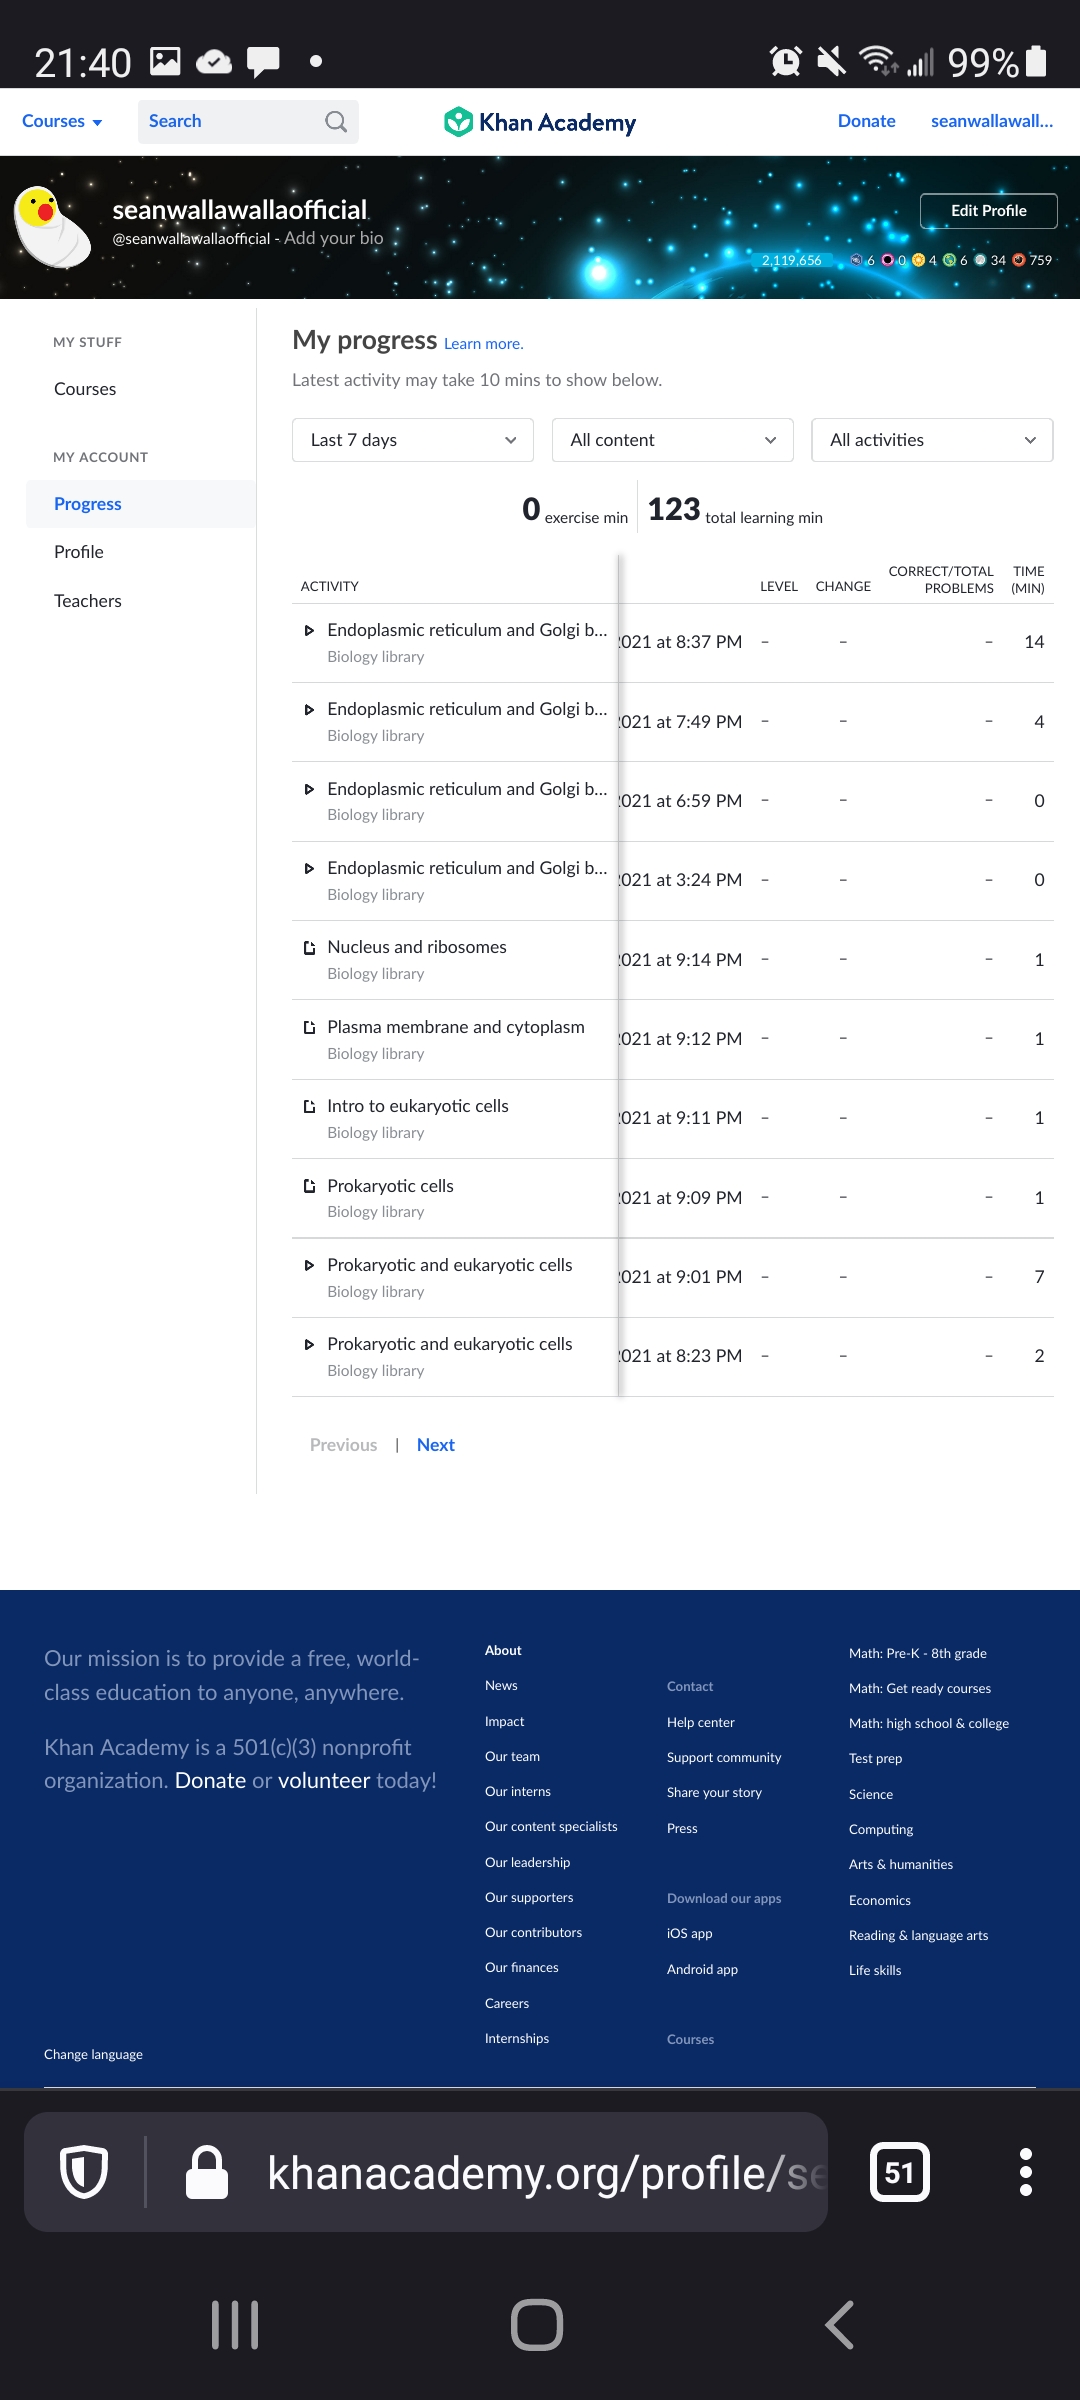 21:40
99%
Courses
Search
Khan Academy
Donate
seanwallawall...
seanwallawallaofficial
@seanwallawallaofficial - Add your bio
Edit Profile
2,119,656
6 0 4 6 34 759
MY STUFF
Courses
MY ACCOUNT
Progress
Profile
Teachers
My progress Learn more.
Latest activity may take 10 mins to show below.
Last 7 days
All content
All activities
0 exercise min
123 total learning min
ACTIVITY LEVEL CHANGE CORRECT/TOTAL PROBLEMS TIME (MIN)
Endoplasmic reticulum and Golgi b... 2021 at 8:37 PM – – – 14
Biology library
Endoplasmic reticulum and Golgi b... 2021 at 7:49 PM – – – 4
Biology library
Endoplasmic reticulum and Golgi b... 2021 at 6:59 PM – – – 0
Biology library
Endoplasmic reticulum and Golgi b... 2021 at 3:24 PM – – – 0
Biology library
Nucleus and ribosomes 2021 at 9:14 PM – – – 1
Biology library
Plasma membrane and cytoplasm 2021 at 9:12 PM – – – 1
Biology library
Intro to eukaryotic cells 2021 at 9:11 PM – – – 1
Biology library
Prokaryotic cells 2021 at 9:09 PM – – – 1
Biology library
Prokaryotic and eukaryotic cells 2021 at 9:01 PM – – – 7
Biology library
Prokaryotic and eukaryotic cells 2021 at 8:23 PM – – – 2
Biology library
Previous | Next
Our mission is to provide a free, world-
class education to anyone, anywhere.
Khan Academy is a 501(c)(3) nonprofit
organization. Donate or volunteer today!
Change language
About
News
Impact
Our team
Our interns
Our content specialists
Our leadership
Our supporters
Our contributors
Our finances
Careers
Internships
Contact
Help center
Support community
Share your story
Press
Download our apps
iOS app
Android app
Courses
Math: Pre-K - 8th grade
Math: Get ready courses
Math: high school & college
Test prep
Science
Computing
Arts & humanities
Economics
Reading & language arts
Life skills
khanacademy.org/profile/se
51